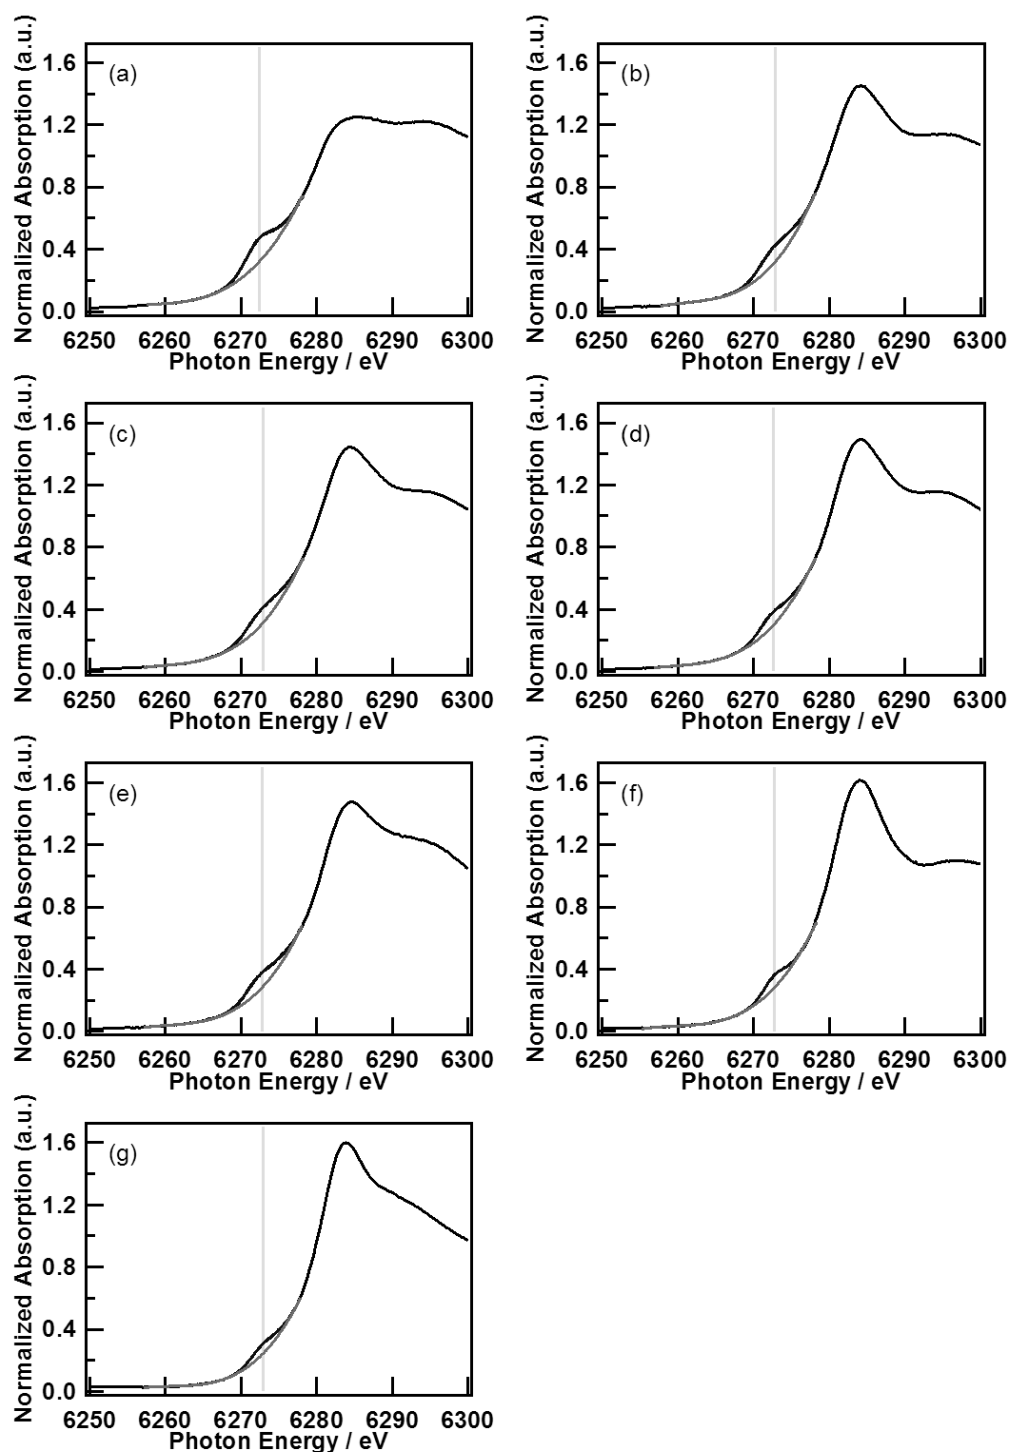 Normalized Absorption (a.u.)
1.6
1.2
0.8
0.4
0.0
(a)
6250 6260 6270 6280 6290 6300
Photon Energy / eV
Normalized Absorption (a.u.)
1.6
1.2
0.8
0.4
0.0
(b)
6250 6260 6270 6280 6290 6300
Photon Energy / eV
Normalized Absorption (a.u.)
1.6
1.2
0.8
0.4
0.0
(c)
6250 6260 6270 6280 6290 6300
Photon Energy / eV
Normalized Absorption (a.u.)
1.6
1.2
0.8
0.4
0.0
(d)
6250 6260 6270 6280 6290 6300
Photon Energy / eV
Normalized Absorption (a.u.)
1.6
1.2
0.8
0.4
0.0
(e)
6250 6260 6270 6280 6290 6300
Photon Energy / eV
Normalized Absorption (a.u.)
1.6
1.2
0.8
0.4
0.0
(f)
6250 6260 6270 6280 6290 6300
Photon Energy / eV
Normalized Absorption (a.u.)
1.6
1.2
0.8
0.4
0.0
(g)
6250 6260 6270 6280 6290 6300
Photon Energy / eV